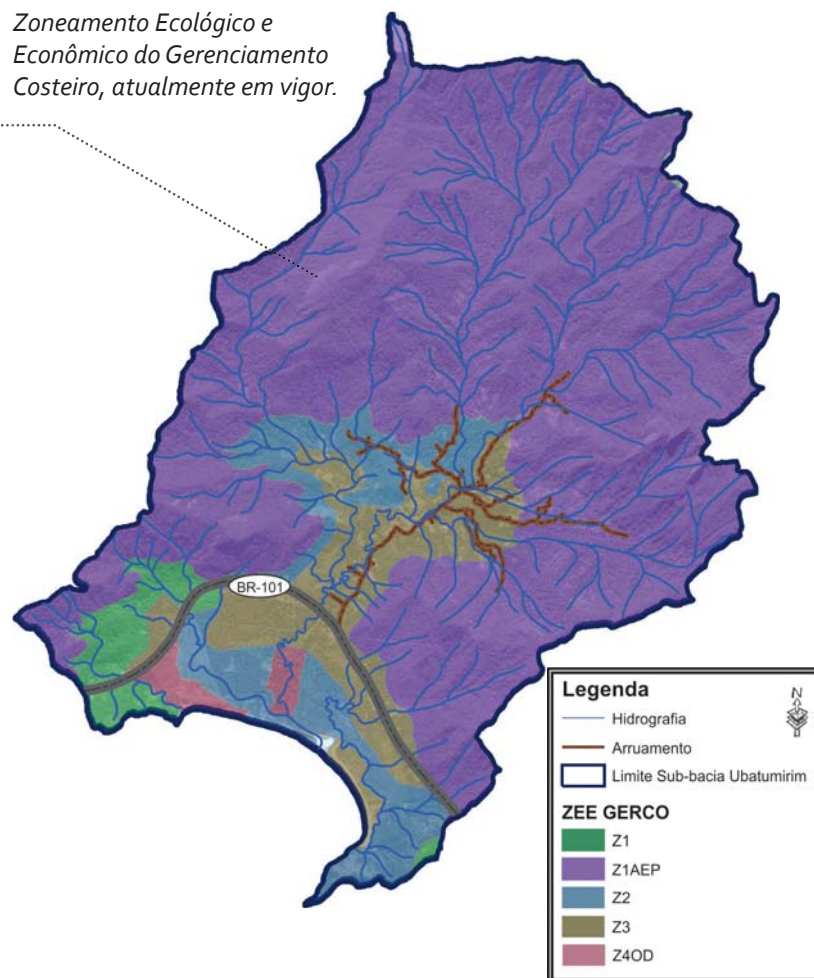 Zoneamento Ecológico e
Econômico do Gerenciamento
Costeiro, atualmente em vigor.
BR-101
Legenda
N
Hidrografia
Arruamento
Limite Sub-bacia Ubatumirim
ZEE GERCO
Z1
Z1AEP
Z2
Z3
Z4OD